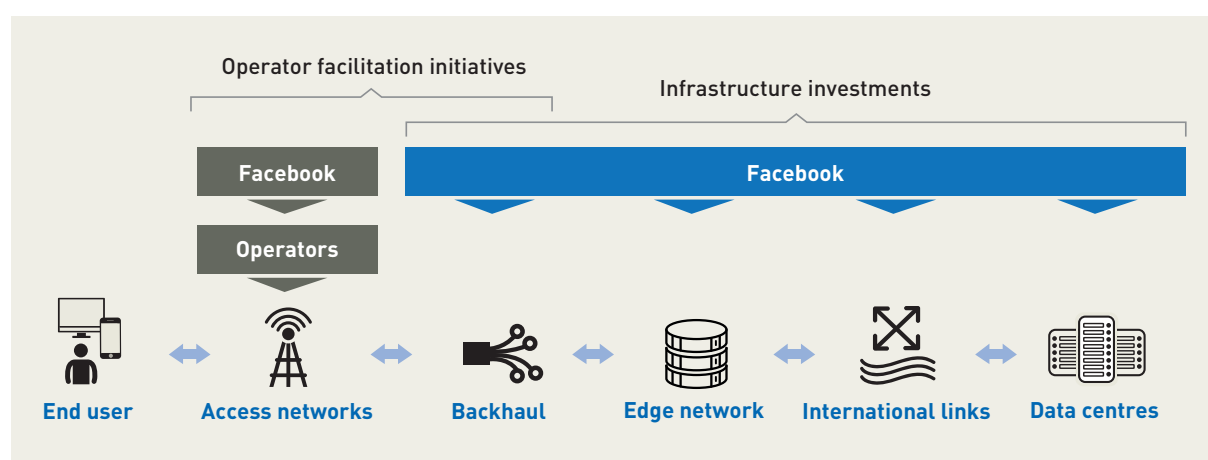 Operator facilitation initiatives
Infrastructure investments
Facebook
Facebook
Operators
End user
Access networks
Backhaul
Edge network
International links
Data centres